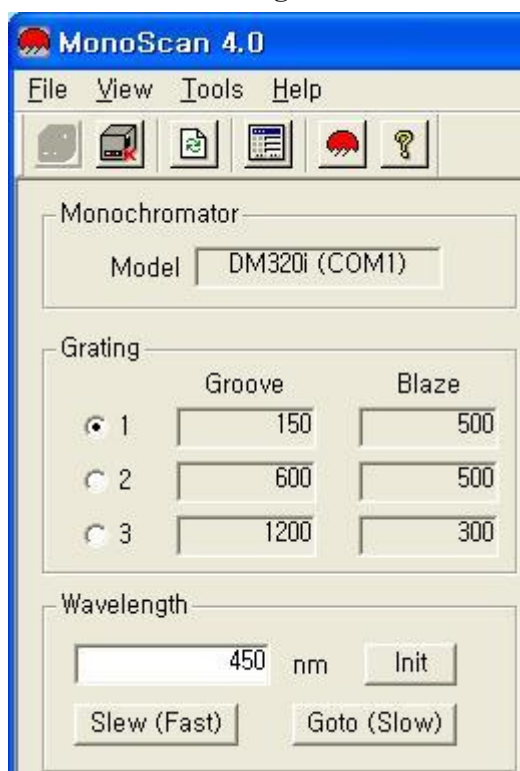 MonoScan 4.0
File View Tools Help
Monochromator
Model DM320i (COM1)
Grating
Groove Blaze
1 150 500
2 600 500
3 1200 300
Wavelength
450 nm Init
Slew (Fast) Goto (Slow)